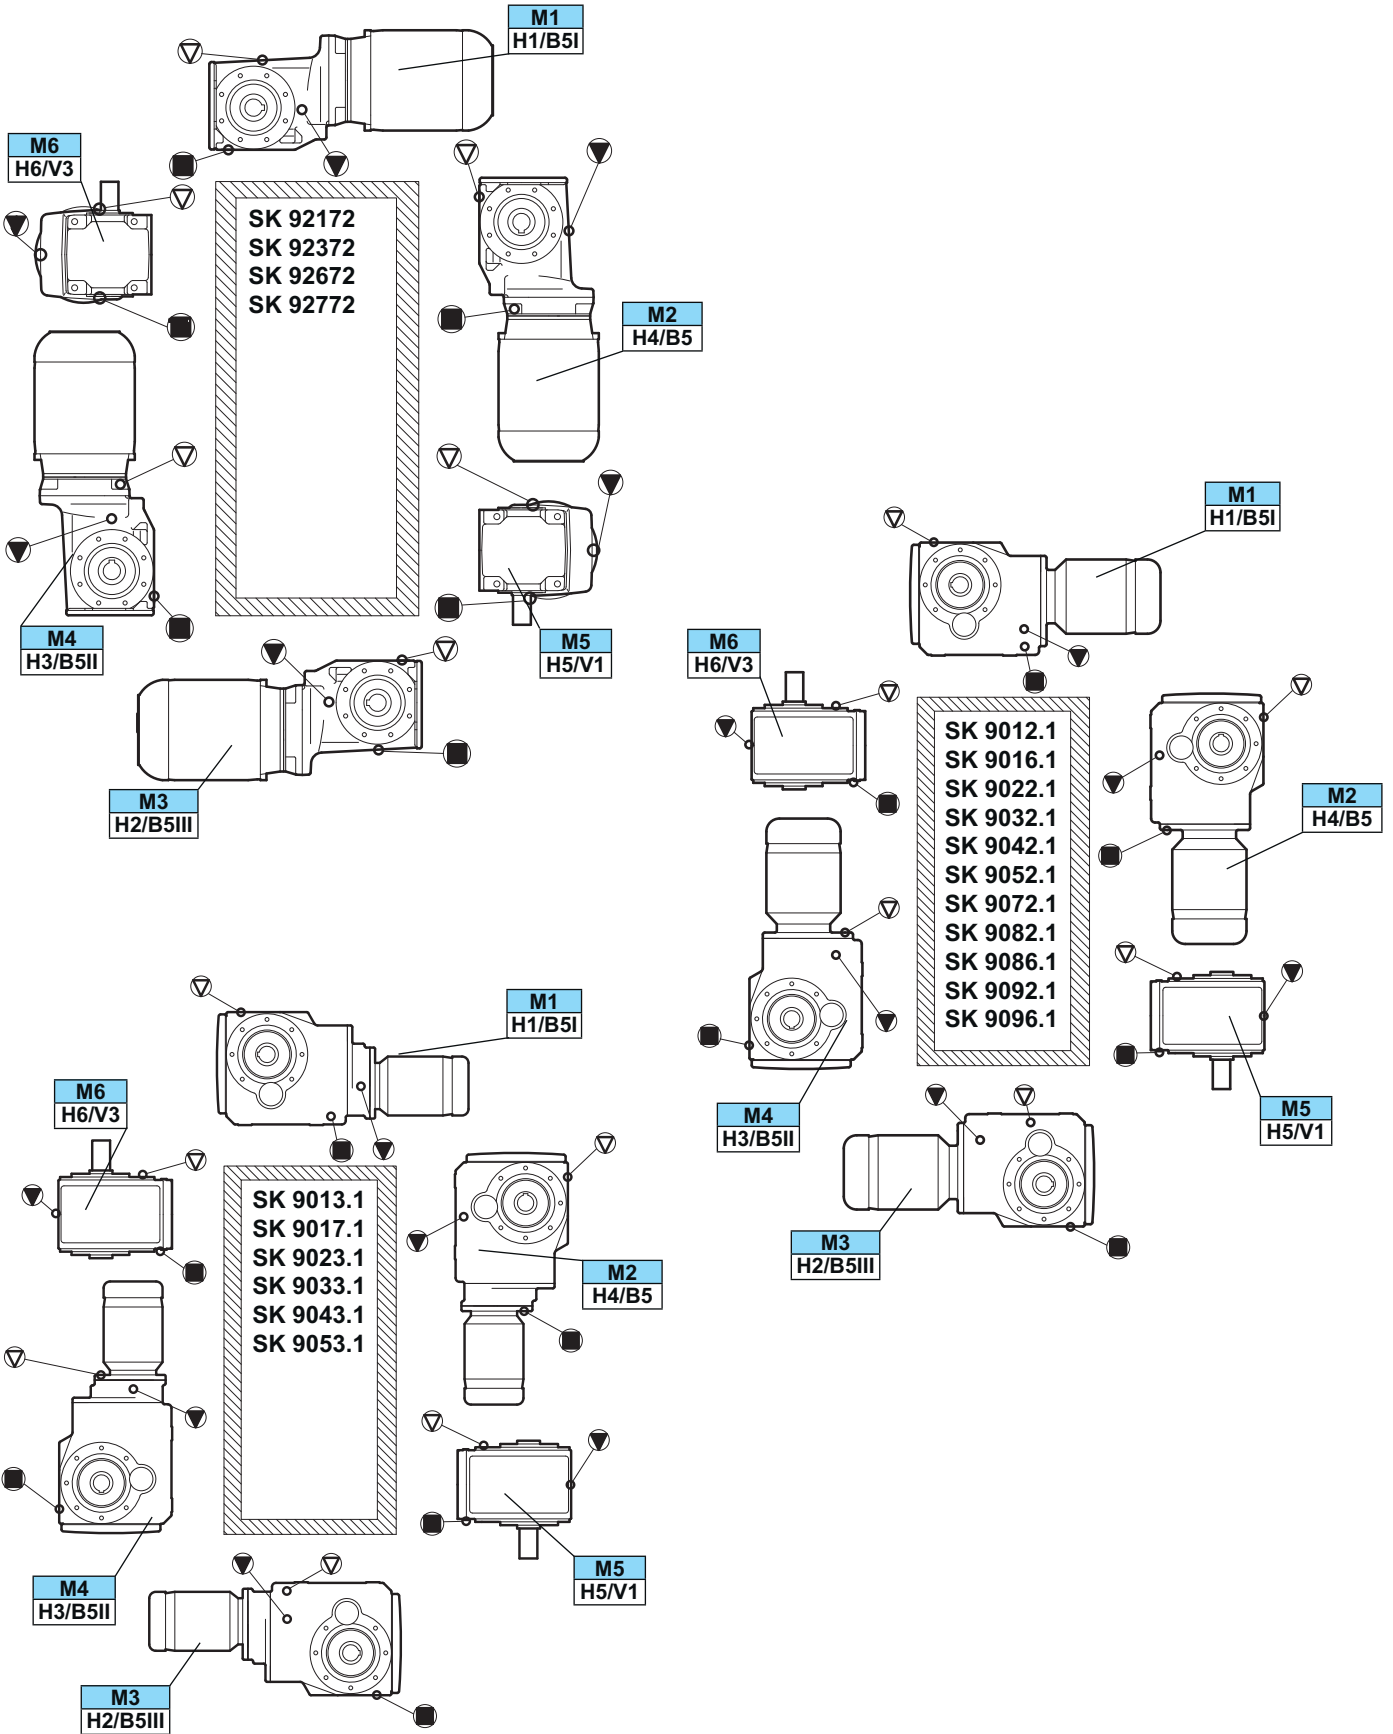 M1
H1/B5I
M6
H6/V3
SK 92172
SK 92372
SK 92672
SK 92772
M2
H4/B5
M4
H3/B5II
M5
H5/V1
M3
H2/B5III
M1
H1/B5I
M6
H6/V3
SK 9012.1
SK 9016.1
SK 9022.1
SK 9032.1
SK 9042.1
SK 9052.1
SK 9072.1
SK 9082.1
SK 9086.1
SK 9092.1
SK 9096.1
M2
H4/B5
M4
H3/B5II
M5
H5/V1
M3
H2/B5III
M1
H1/B5I
M6
H6/V3
SK 9013.1
SK 9017.1
SK 9023.1
SK 9033.1
SK 9043.1
SK 9053.1
M2
H4/B5
M4
H3/B5II
M5
H5/V1
M3
H2/B5III